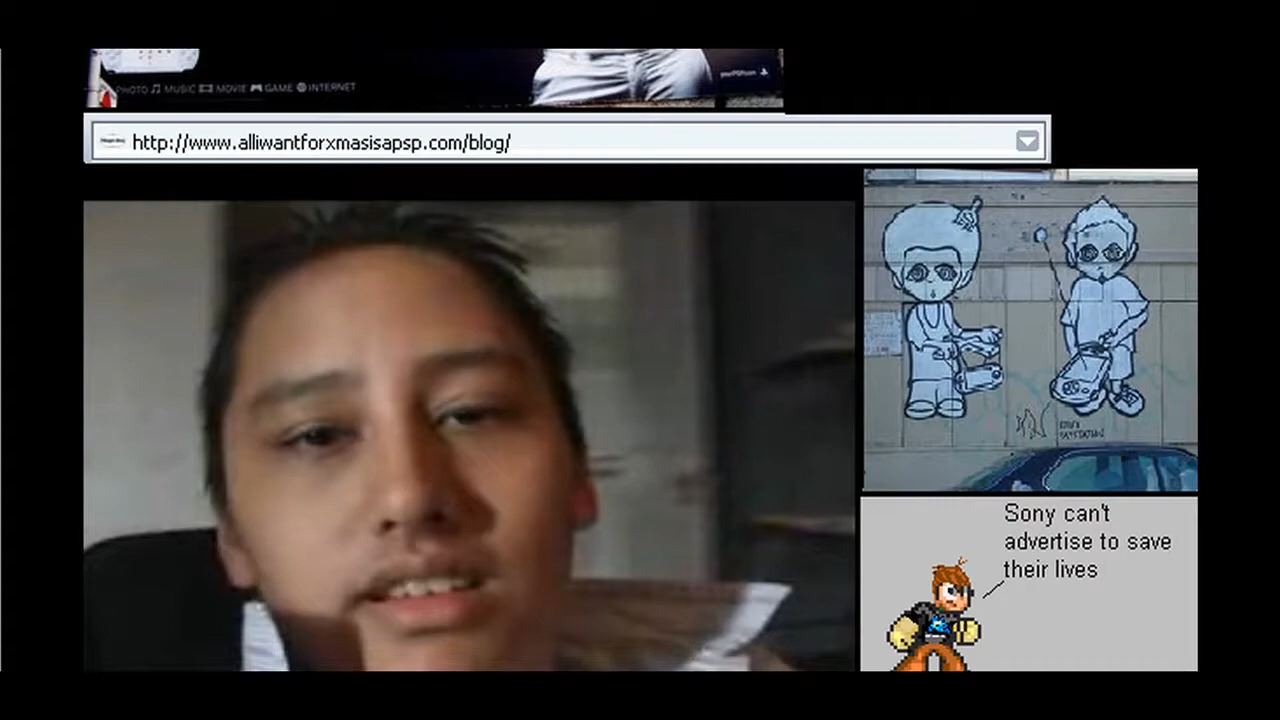 PHOTO MUSIC MOVIE GAME INTERNET
http://www.alliwantforxmasisapsp.com/blog/
Sony can't
advertise to save
their lives